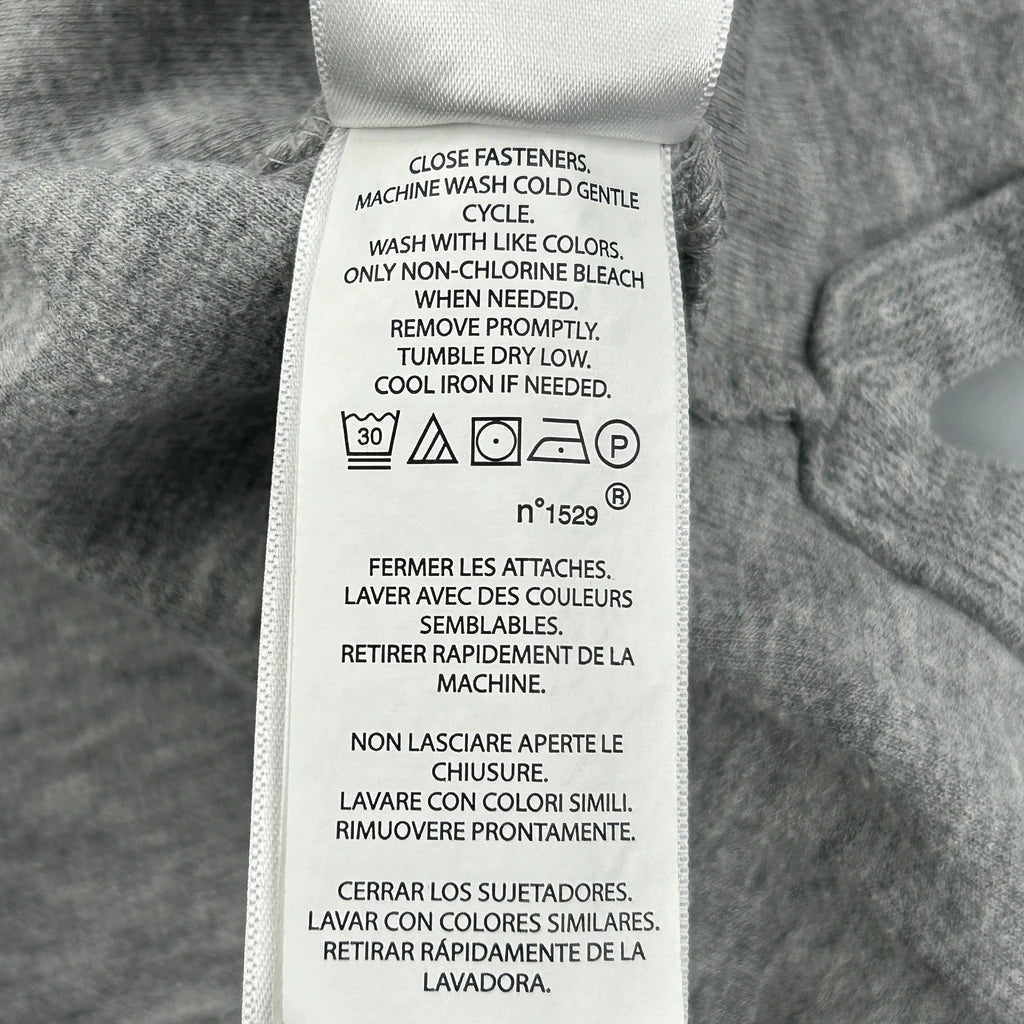 CLOSE FASTENERS.
MACHINE WASH COLD GENTLE
CYCLE.
WASH WITH LIKE COLORS.
ONLY NON-CHLORINE BLEACH
WHEN NEEDED.
REMOVE PROMPTLY.
TUMBLE DRY LOW.
COOL IRON IF NEEDED.
30 P
n°1529 ®
FERMER LES ATTACHES.
LAVER AVEC DES COULEURS
SEMBLABLES.
RETIRER RAPIDEMENT DE LA
MACHINE.
NON LASCIARE APERTE LE
CHIUSURE.
LAVARE CON COLORI SIMILI.
RIMUOVERE PRONTAMENTE.
CERRAR LOS SUJETADORES.
LAVAR CON COLORES SIMILARES.
RETIRAR RÁPIDAMENTE DE LA
LAVADORA.